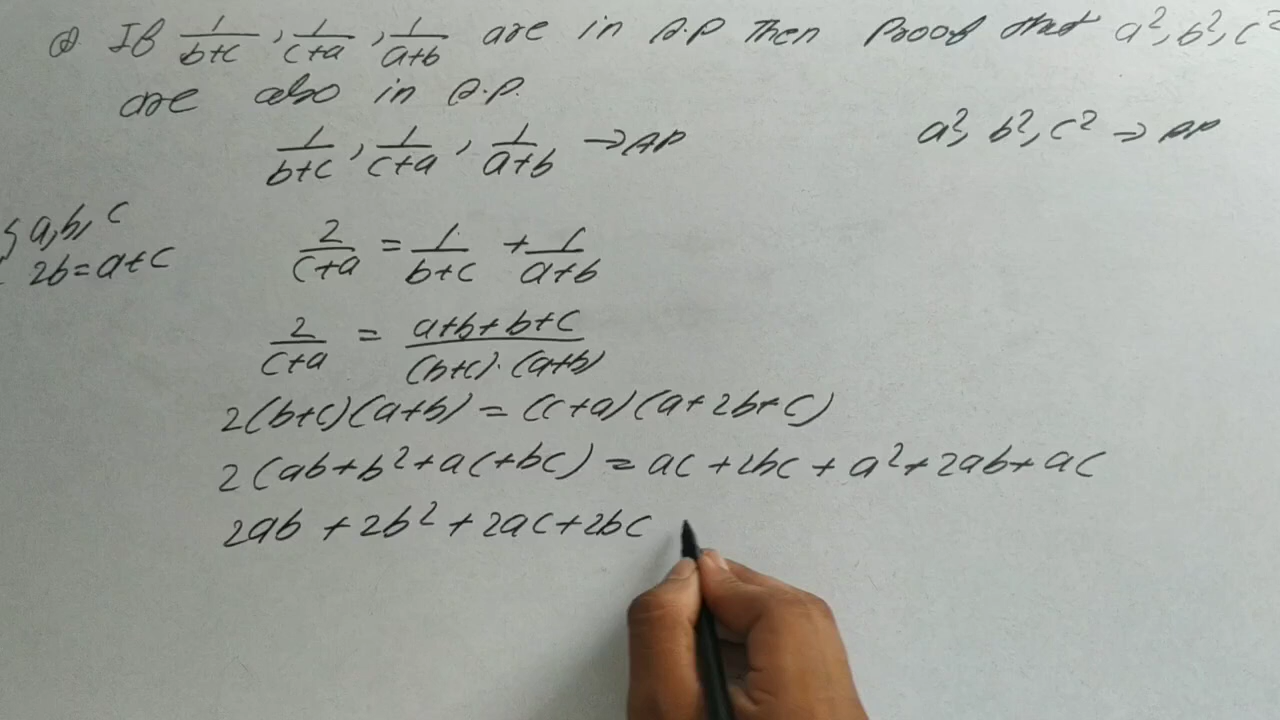 Q If 1/(b+c), 1/(c+a), 1/(a+b) are in A.P Then Proof that a², b², c²
are also in A.P.
1/(b+c), 1/(c+a), 1/(a+b) → AP
a², b², c² → AP
a, b, c
2b = a+c
2/(c+a) = 1/(b+c) + 1/(a+b)
2/(c+a) = (a+b+b+c)/((b+c)·(a+b))
2(b+c)(a+b) = (c+a)(a+2b+c)
2(ab+b²+ac+bc) = ac+2bc+a²+2ab+ac
2ab+2b²+2ac+2bc